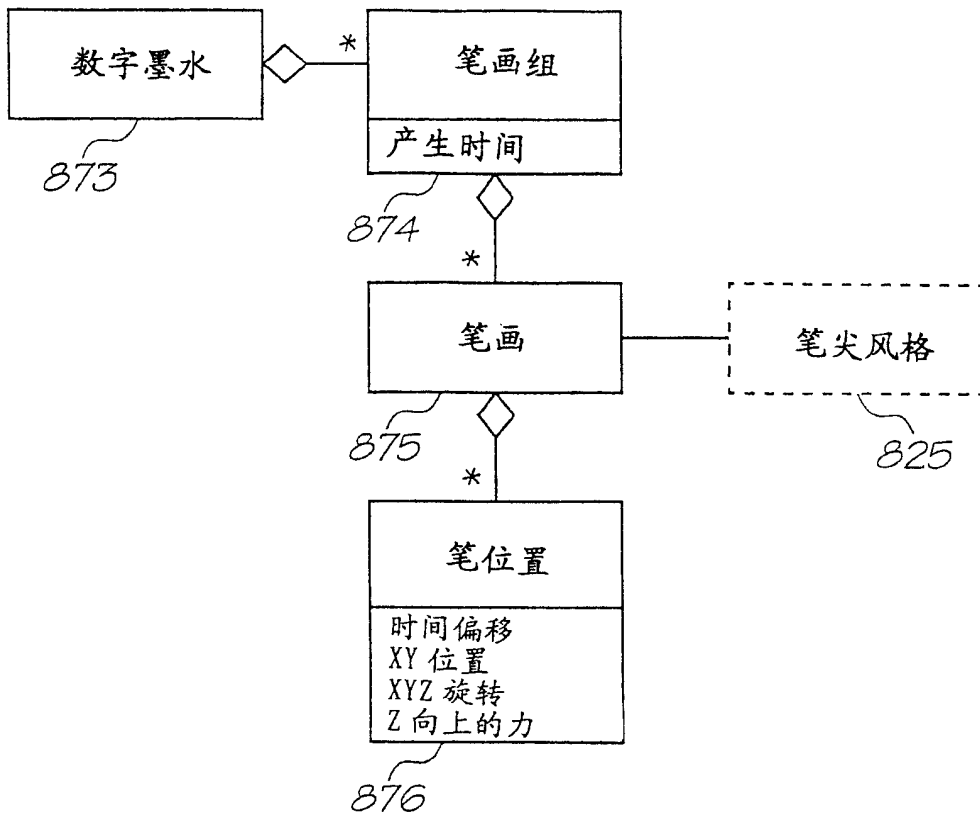 数字墨水
*
笔画组
产生时间
873
874
*
笔画
笔尖风格
875
825
*
笔位置
时间偏移
XY 位置
XYZ 旋转
Z 向上的力
876